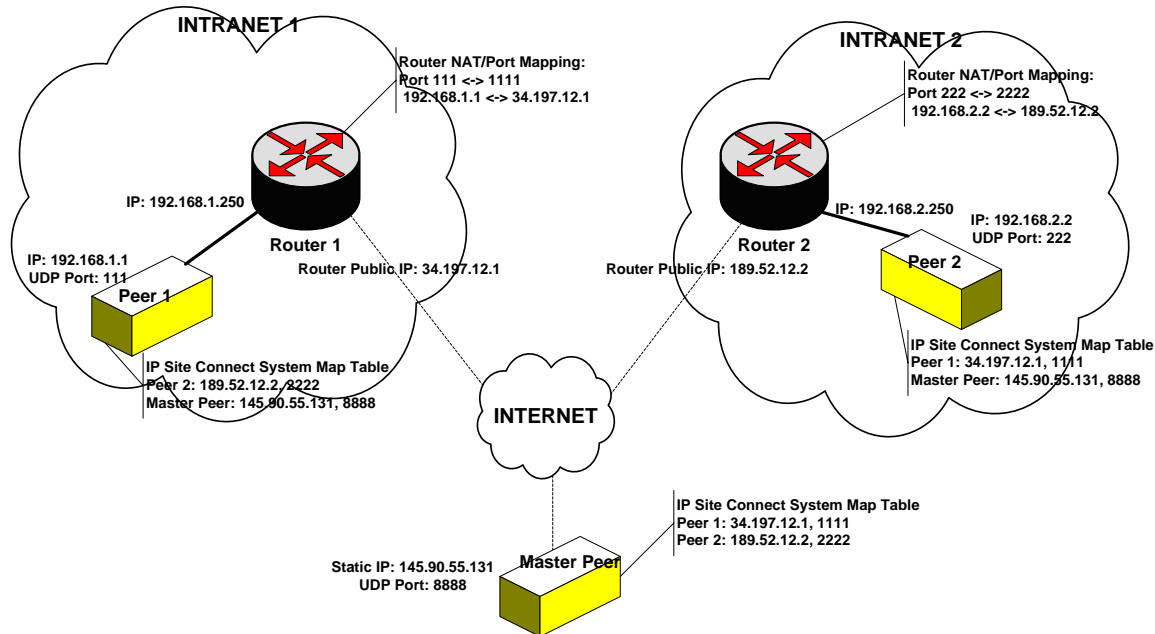 INTRANET 1
Router NAT/Port Mapping:
Port 111 <-> 1111
192.168.1.1 <-> 34.197.12.1
IP: 192.168.1.250
Router 1
IP: 192.168.1.1
UDP Port: 111
Peer 1
Router Public IP: 34.197.12.1
IP Site Connect System Map Table
Peer 2: 189.52.12.2, 2222
Master Peer: 145.90.55.131, 8888
INTRANET 2
Router NAT/Port Mapping:
Port 222 <-> 2222
192.168.2.2 <-> 189.52.12.2
IP: 192.168.2.250
Router 2
IP: 192.168.2.2
UDP Port: 222
Peer 2
Router Public IP: 189.52.12.2
IP Site Connect System Map Table
Peer 1: 34.197.12.1, 1111
Master Peer: 145.90.55.131, 8888
INTERNET
IP Site Connect System Map Table
Peer 1: 34.197.12.1, 1111
Peer 2: 189.52.12.2, 2222
Master Peer
Static IP: 145.90.55.131
UDP Port: 8888